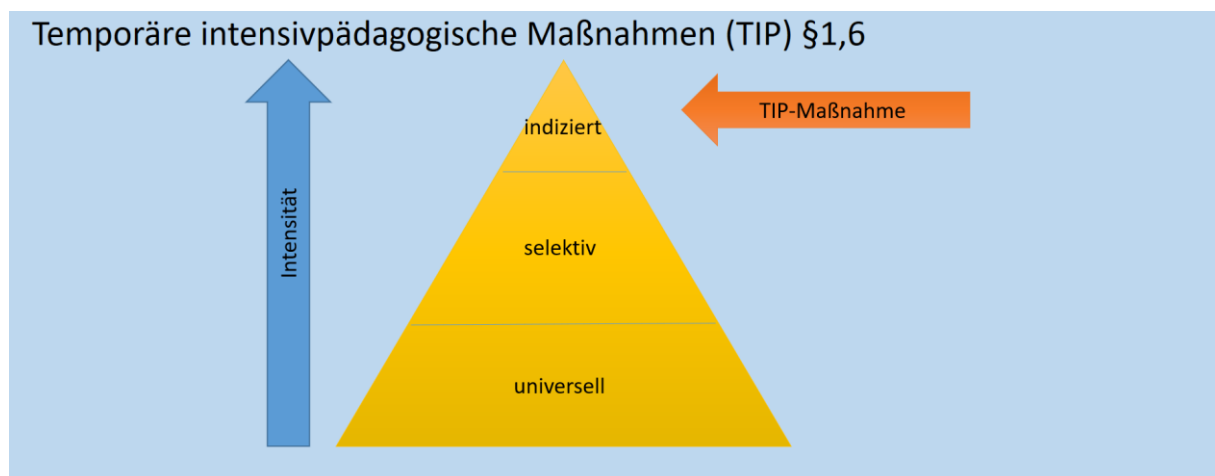 Temporäre intensivpädagogische Maßnahmen (TIP) §1,6
TIP-Maßnahme
indiziert
Intensität
selektiv
universell